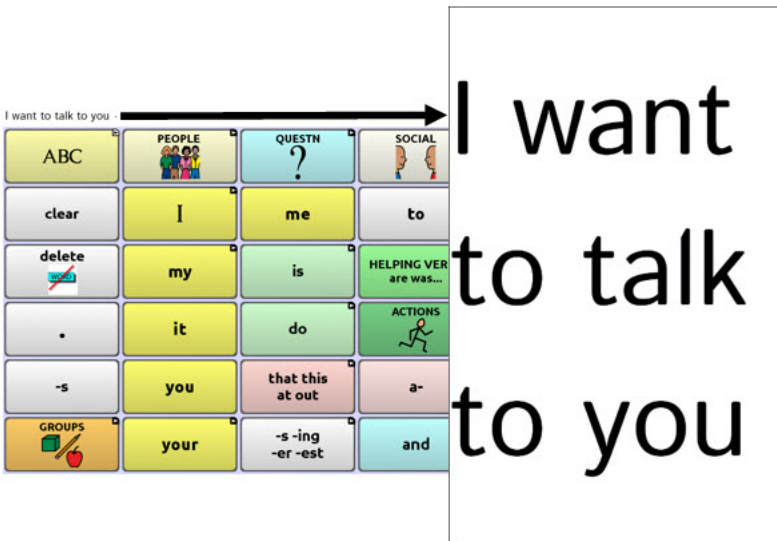 I want to talk to you -
ABC
PEOPLE
QUESTN
?
SOCIAL
clear
I
me
to
delete
WORD
my
is
HELPING VER
are was...
.
it
do
ACTIONS
-s
you
that this
at out
a-
GROUPS
your
-s -ing
-er -est
and
I want
to talk
to you